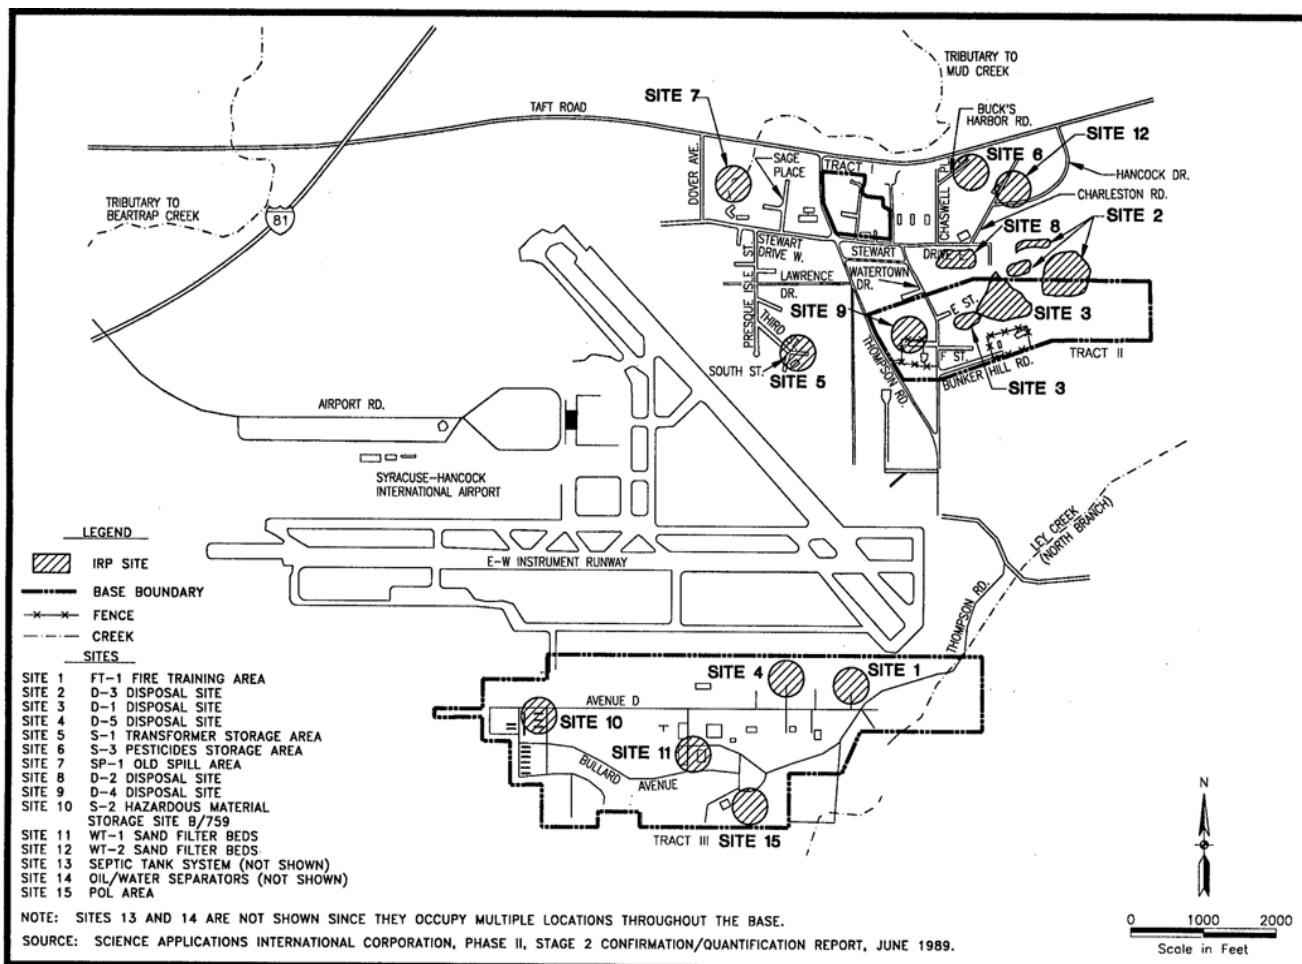 TRIBUTARY TO
MUD CREEK
SITE 7
TAFT ROAD
BUCK'S
HARBOR RD.
SITE 12
SITE 6
SAGE
PLACE
TRACT I
DOVER AVE.
HANCOCK DR.
CHARLESTON RD.
CHASWELL PL.
TRIBUTARY TO
BEARTRAP CREEK
81
SITE 2
SITE 8
STEWART
DRIVE W.
STEWART
DRIVE E.
WATERTOWN
DR.
LAWRENCE
DR.
PRESQUE ISLE ST.
THIRD
E ST.
SITE 9
SITE 3
F ST.
TRACT II
THOMPSON RD.
BUNKER HILL RD.
SOUTH ST.
SITE 5
SITE 3
AIRPORT RD.
SYRACUSE-HANCOCK
INTERNATIONAL AIRPORT
LEY CREEK
(NORTH BRANCH)
E-W INSTRUMENT RUNWAY
THOMPSON RD.
LEGEND
IRP SITE
BASE BOUNDARY
FENCE
CREEK
SITES
SITE 1 FT-1 FIRE TRAINING AREA
SITE 2 D-3 DISPOSAL SITE
SITE 3 D-1 DISPOSAL SITE
SITE 4 D-5 DISPOSAL SITE
SITE 5 S-1 TRANSFORMER STORAGE AREA
SITE 6 S-3 PESTICIDES STORAGE AREA
SITE 7 SP-1 OLD SPILL AREA
SITE 8 D-2 DISPOSAL SITE
SITE 9 D-4 DISPOSAL SITE
SITE 10 S-2 HAZARDOUS MATERIAL
STORAGE SITE B/759
SITE 11 WT-1 SAND FILTER BEDS
SITE 12 WT-2 SAND FILTER BEDS
SITE 13 SEPTIC TANK SYSTEM (NOT SHOWN)
SITE 14 OIL/WATER SEPARATORS (NOT SHOWN)
SITE 15 POL AREA
SITE 4
SITE 1
AVENUE D
SITE 10
SITE 11
BULLARD
AVENUE
TRACT III
SITE 15
N
0 1000 2000
Scale in Feet
NOTE: SITES 13 AND 14 ARE NOT SHOWN SINCE THEY OCCUPY MULTIPLE LOCATIONS THROUGHOUT THE BASE.
SOURCE: SCIENCE APPLICATIONS INTERNATIONAL CORPORATION, PHASE II, STAGE 2 CONFIRMATION/QUANTIFICATION REPORT, JUNE 1989.